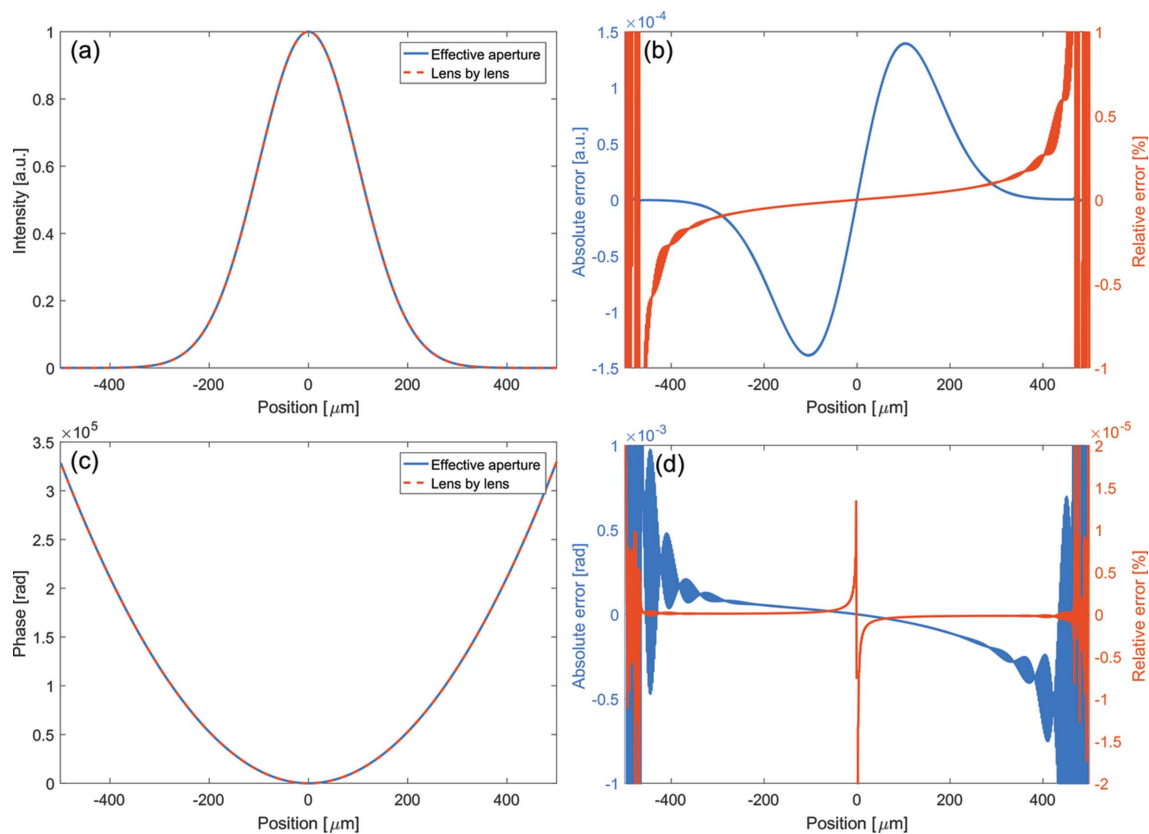 (a)
Effective aperture
Lens by lens
1
0.8
0.6
0.4
0.2
0
Intensity [a.u.]
-400 -200 0 200 400
Position [μm]
×10⁻⁴
(b)
1.5
1
0.5
0
-0.5
-1
-1.5
Absolute error [a.u.]
1
0.5
0
-0.5
-1
Relative error [%]
-400 -200 0 200 400
Position [μm]
×10⁵
(c)
Effective aperture
Lens by lens
3.5
3
2.5
2
1.5
1
0.5
0
Phase [rad]
-400 -200 0 200 400
Position [μm]
×10⁻³
×10⁻⁵
(d)
1
0.5
0
-0.5
-1
Absolute error [rad]
2
1.5
1
0.5
0
-0.5
-1
-1.5
-2
Relative error [%]
-400 -200 0 200 400
Position [μm]